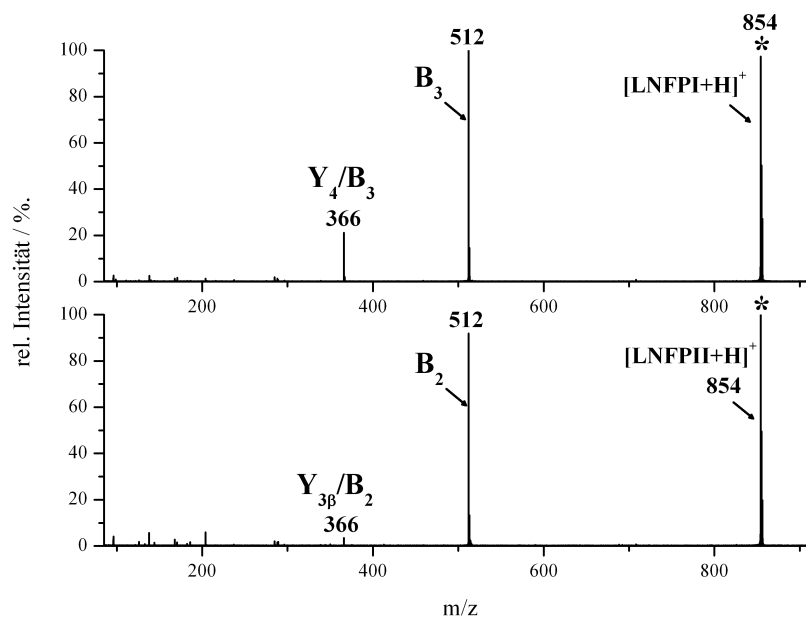 854
*
512
100
B₃
[LNFPI+H]⁺
80
60
Y₄/B₃
40
366
20
0
200 400 600 800
rel. Intensität / %.
100
512
*
80
B₂
[LNFPII+H]⁺
854
60
40
Y₃ᵦ/B₂
20
366
0
200 400 600 800
m/z